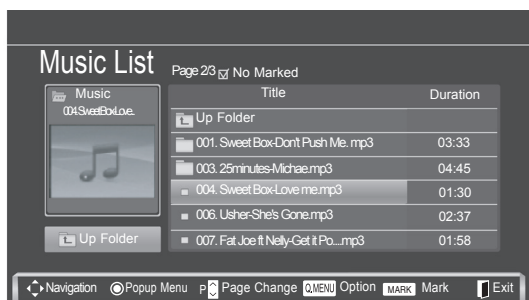 Music List
Page 2/3 No Marked
Music
004.SweetBox-Love.
Up Folder
Title Duration
Up Folder
001. Sweet Box-Don't Push Me. mp3 03:33
003. 25minutes-Michae.mp3 04:45
004. Sweet Box-Love me.mp3 01:30
006. Usher-She's Gone.mp3 02:37
007. Fat Joe ft Nelly-Get it Po....mp3 01:58
Navigation Popup Menu P Page Change Q.MENU Option MARK Mark Exit